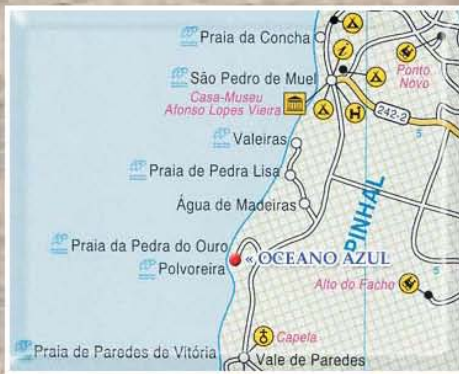 Praia da Concha
São Pedro de Muel
Ponto
Novo
Casa-Museu
Afonso Lopes Vieira
242-2
Valeiras
5
Praia de Pedra Lisa
Água de Madeiras
PINHAL
Praia da Pedra do Ouro
« OCEANO AZUL
Polvoreira
5
Alto do Facho
Capela
Praia de Paredes de Vitória
Vale de Paredes